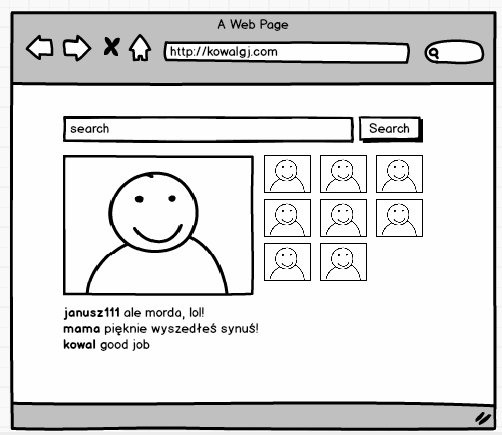 A Web Page
http://kowalgj.com
search
Search
janusz111 ale morda, lol!
mama pięknie wyszedłeś synuś!
kowal good job